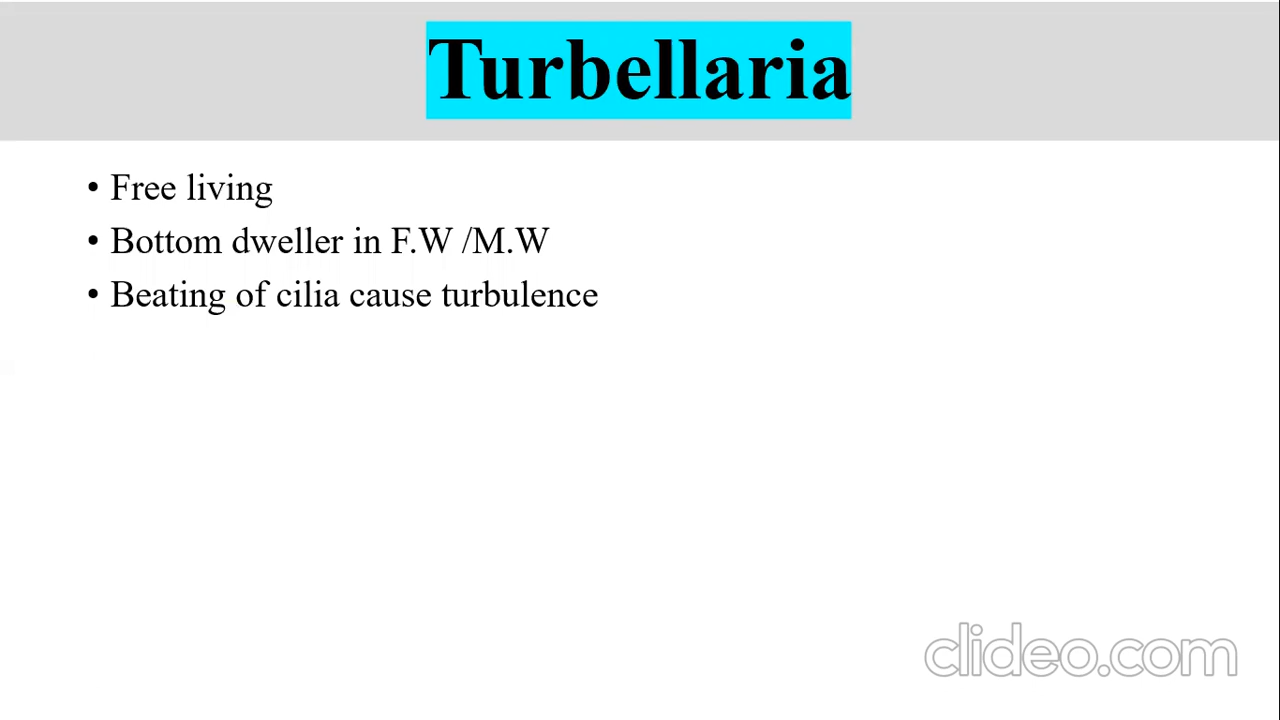 Turbellaria
• Free living
• Bottom dweller in F.W /M.W
• Beating of cilia cause turbulence
clideo.com